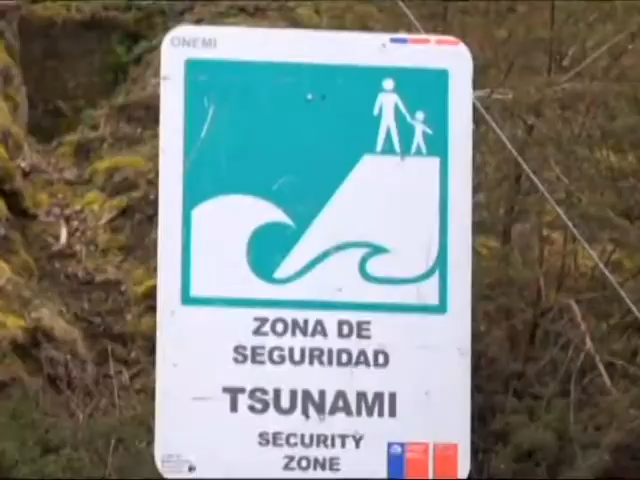 ONEMI
ZONA DE
SEGURIDAD
TSUNAMI
SECURITY
ZONE